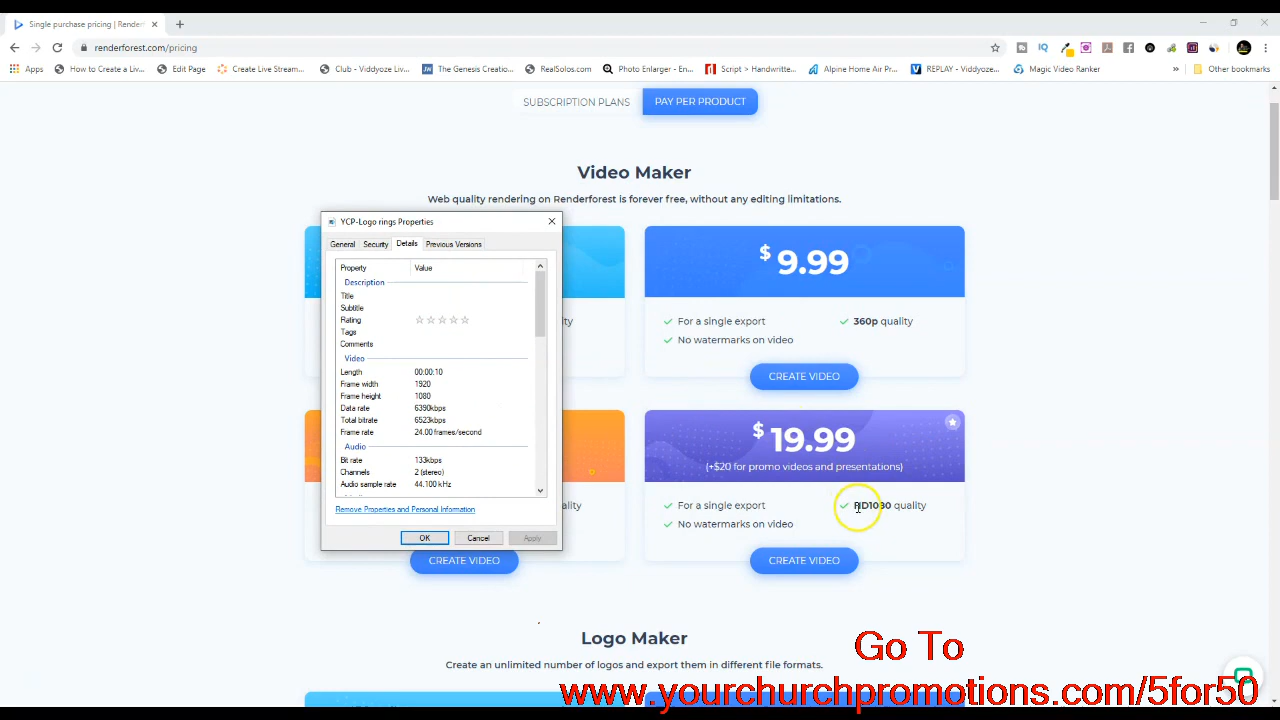 Single purchase pricing | Renderf
renderforest.com/pricing
Apps
How to Create a Liv...
Edit Page
Create Live Stream...
Club - Viddyoze Liv...
The Genesis Creatio...
RealSolos.com
Photo Enlarger - En...
Script > Handwritte...
Alpine Home Air Pr...
REPLAY - Viddyoze...
Magic Video Ranker
»
Other bookmarks
SUBSCRIPTION PLANS
PAY PER PRODUCT
Video Maker
Web quality rendering on Renderforest is forever free, without any editing limitations.
YCP-Logo rings Properties
General Security Details Previous Versions
Property Value
Description
Title
Subtitle
Rating
Tags
Comments
Video
Length 00:00:10
Frame width 1920
Frame height 1080
Data rate 6390kbps
Total bitrate 6523kbps
Frame rate 24.00 frames/second
Audio
Bit rate 133kbps
Channels 2 (stereo)
Audio sample rate 44.100 kHz
Remove Properties and Personal Information
OK Cancel Apply
CREATE VIDEO
$ 9.99
For a single export 360p quality
No watermarks on video
CREATE VIDEO
$ 19.99
(+$20 for promo videos and presentations)
For a single export HD1080 quality
No watermarks on video
CREATE VIDEO
Logo Maker
Create an unlimited number of logos and export them in different file formats.
Go To
www.yourchurchpromotions.com/5for50